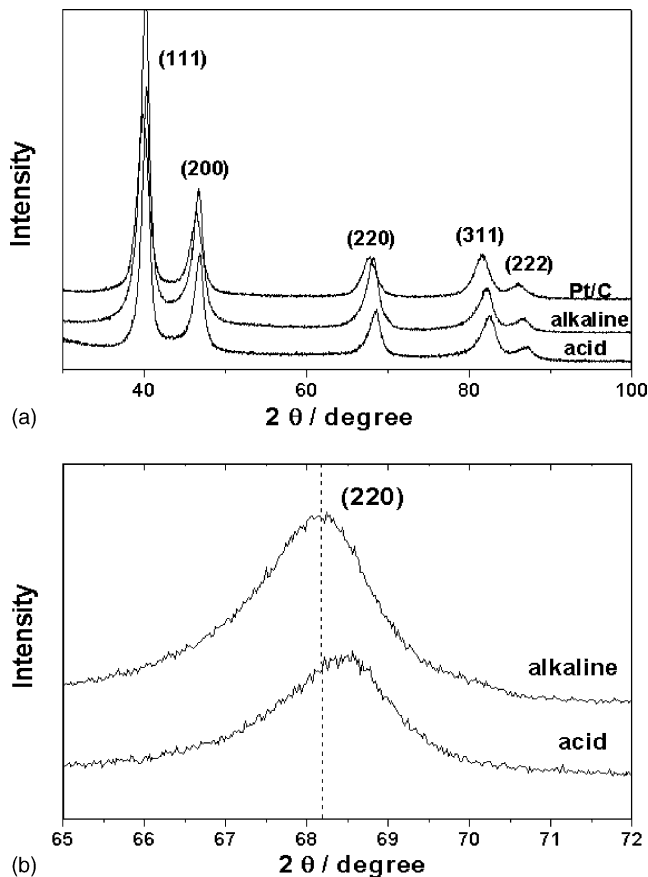 (111)
(200)
(220)
(311)
(222)
Pt/C
alkaline
acid
Intensity
40 60 80 100
2 θ / degree
(a)
(220)
alkaline
acid
Intensity
65 66 67 68 69 70 71 72
2 θ / degree
(b)